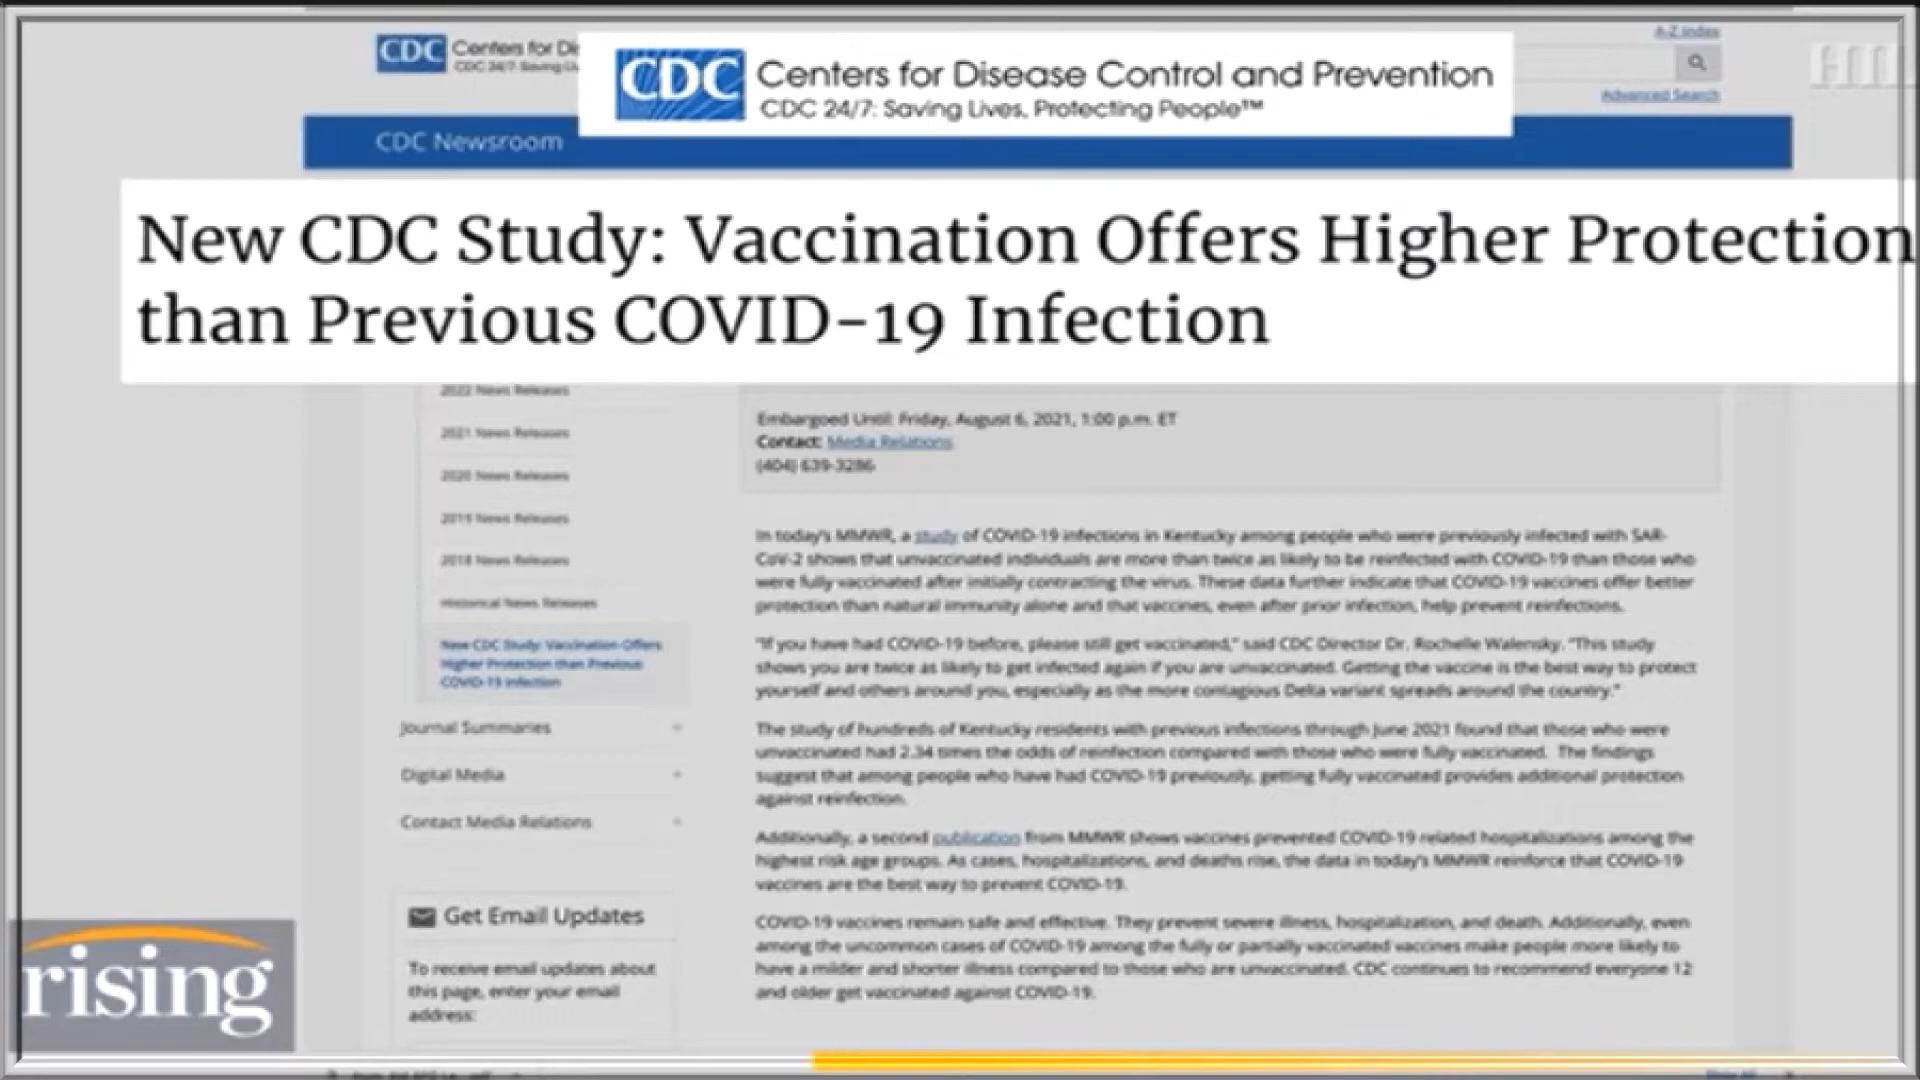 A-Z Index
CDC Centers for Di
CDC 24/7: Saving Liv
CDC Centers for Disease Control and Prevention
CDC 24/7: Saving Lives, Protecting People™
HIL
Advanced Search
CDC Newsroom
New CDC Study: Vaccination Offers Higher Protection
than Previous COVID-19 Infection
2022 News Releases
2021 News Releases
2020 News Releases
2019 News Releases
2018 News Releases
Historical News Releases
New CDC Study: Vaccination Offers
Higher Protection than Previous
COVID-19 Infection
Journal Summaries +
Digital Media +
Contact Media Relations +
Get Email Updates
To receive email updates about
this page, enter your email
address:
Embargoed Until: Friday, August 6, 2021, 1:00 p.m. ET
Contact: Media Relations
(404) 639-3286
In today's MMWR, a study of COVID-19 infections in Kentucky among people who were previously infected with SAR-
CoV-2 shows that unvaccinated individuals are more than twice as likely to be reinfected with COVID-19 than those who
were fully vaccinated after initially contracting the virus. These data further indicate that COVID-19 vaccines offer better
protection than natural immunity alone and that vaccines, even after prior infection, help prevent reinfections.
"If you have had COVID-19 before, please still get vaccinated," said CDC Director Dr. Rochelle Walensky. "This study
shows you are twice as likely to get infected again if you are unvaccinated. Getting the vaccine is the best way to protect
yourself and others around you, especially as the more contagious Delta variant spreads around the country."
The study of hundreds of Kentucky residents with previous infections through June 2021 found that those who were
unvaccinated had 2.34 times the odds of reinfection compared with those who were fully vaccinated. The findings
suggest that among people who have had COVID-19 previously, getting fully vaccinated provides additional protection
against reinfection.
Additionally, a second publication from MMWR shows vaccines prevented COVID-19 related hospitalizations among the
highest risk age groups. As cases, hospitalizations, and deaths rise, the data in today's MMWR reinforce that COVID-19
vaccines are the best way to prevent COVID-19.
COVID-19 vaccines remain safe and effective. They prevent severe illness, hospitalization, and death. Additionally, even
among the uncommon cases of COVID-19 among the fully or partially vaccinated vaccines make people more likely to
have a milder and shorter illness compared to those who are unvaccinated. CDC continues to recommend everyone 12
and older get vaccinated against COVID-19.
rising
Show All